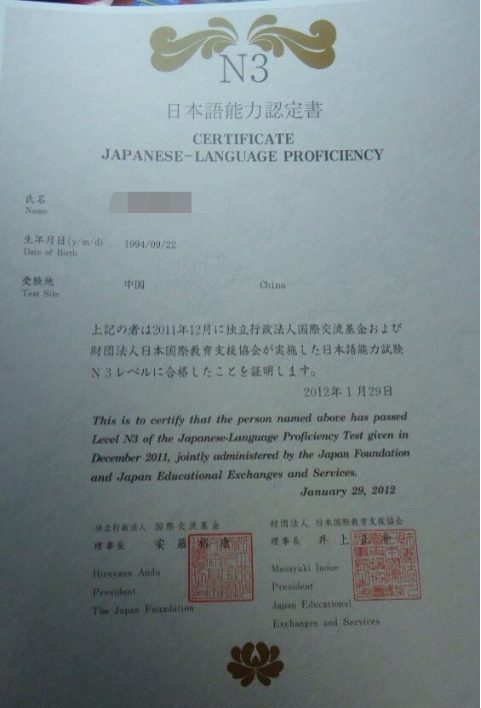 N3
日本語能力認定書
CERTIFICATE
JAPANESE-LANGUAGE PROFICIENCY
氏名
Name
生年月日(y/m/d) 1994/09/22
Date of Birth
受験地 中国 China
Test Site
上記の者は2011年12月に独立行政法人国際交流基金および
財団法人日本国際教育支援協会が実施した日本語能力試験
N3レベルに合格したことを証明します。
2012年1月29日
This is to certify that the person named above has passed
Level N3 of the Japanese-Language Proficiency Test given in
December 2011, jointly administered by the Japan Foundation
and Japan Educational Exchanges and Services.
January 29, 2012
独立行政法人 国際交流基金
理事長 安藤裕康
Hiroyasu Ando
President
The Japan Foundation
財団法人 日本国際教育支援協会
理事長 井上正
Masayuki Inoue
President
Japan Educational
Exchanges and Services